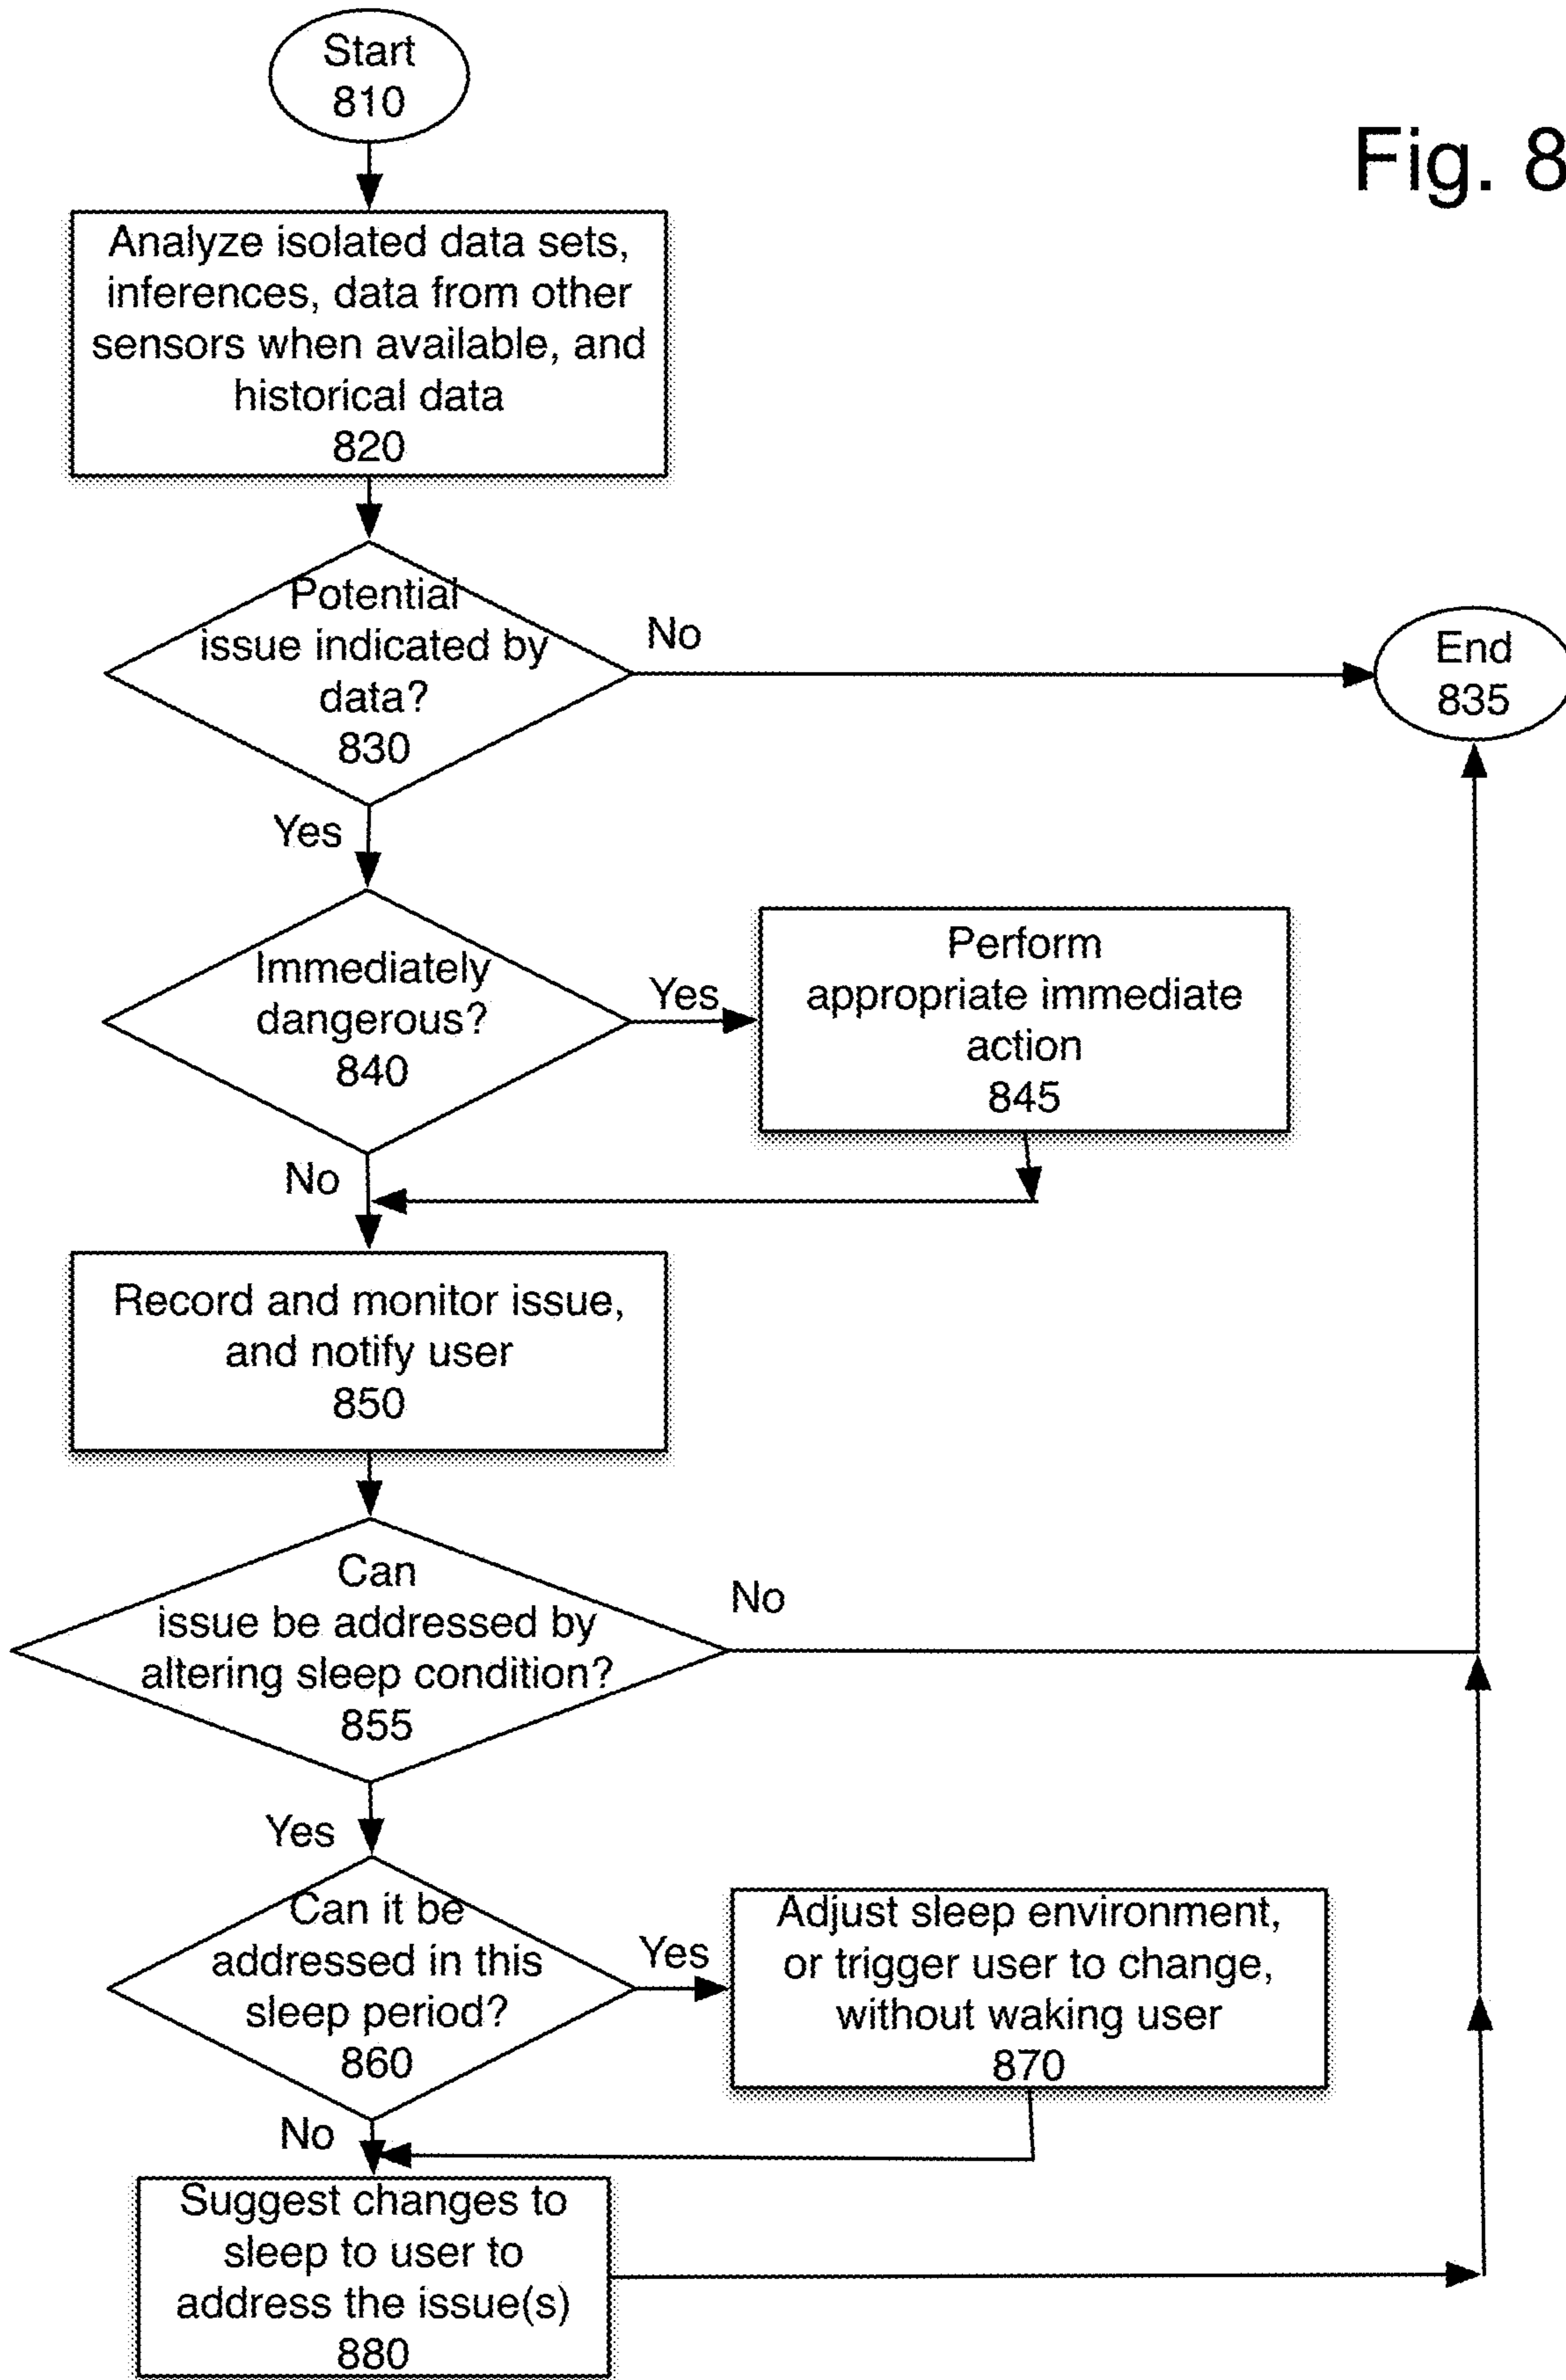 Start
810
Fig. 8
Analyze isolated data sets,
inferences, data from other
sensors when available, and
historical data
820
Potential
issue indicated by
data?
830
No
End
835
Yes
Immediately
dangerous?
840
Yes
Perform
appropriate immediate
action
845
No
Record and monitor issue,
and notify user
850
Can
issue be addressed by
altering sleep condition?
855
No
Yes
Can it be
addressed in this
sleep period?
860
Yes
Adjust sleep environment,
or trigger user to change,
without waking user
870
No
Suggest changes to
sleep to user to
address the issue(s)
880